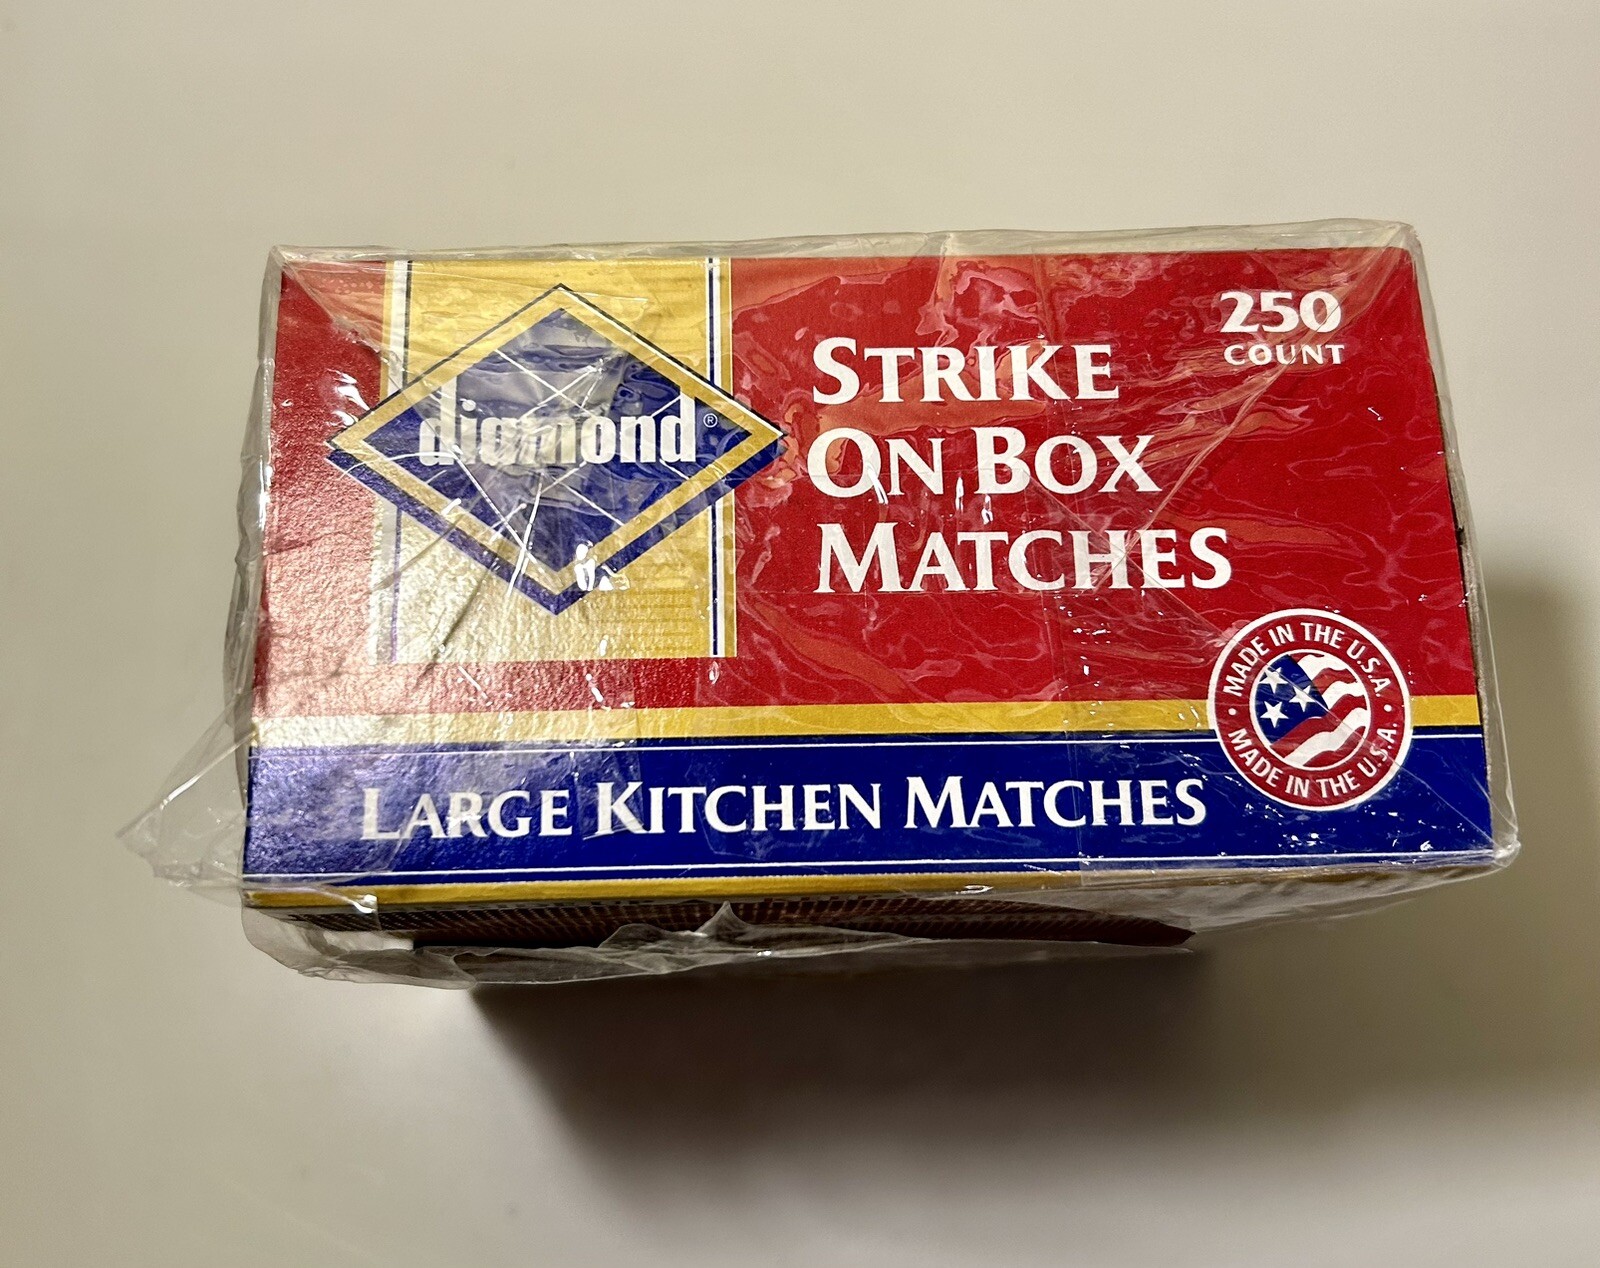 diamond®
STRIKE
ON BOX
MATCHES
250
COUNT
MADE IN THE U.S.A.
MADE IN THE U.S.A.
LARGE KITCHEN MATCHES